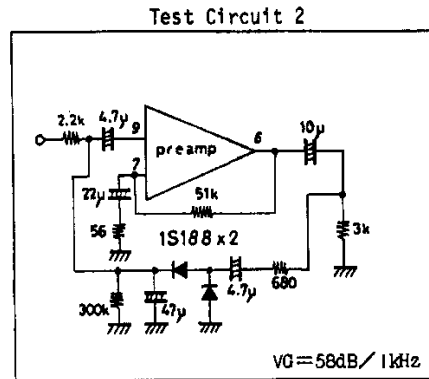 Test Circuit 2
2.2k
4.7μ
9
6
10μ
preamp
7
22μ
51k
56
1S188 x 2
3k
4.7μ
680
300k
47μ
VG=58dB/1kHz